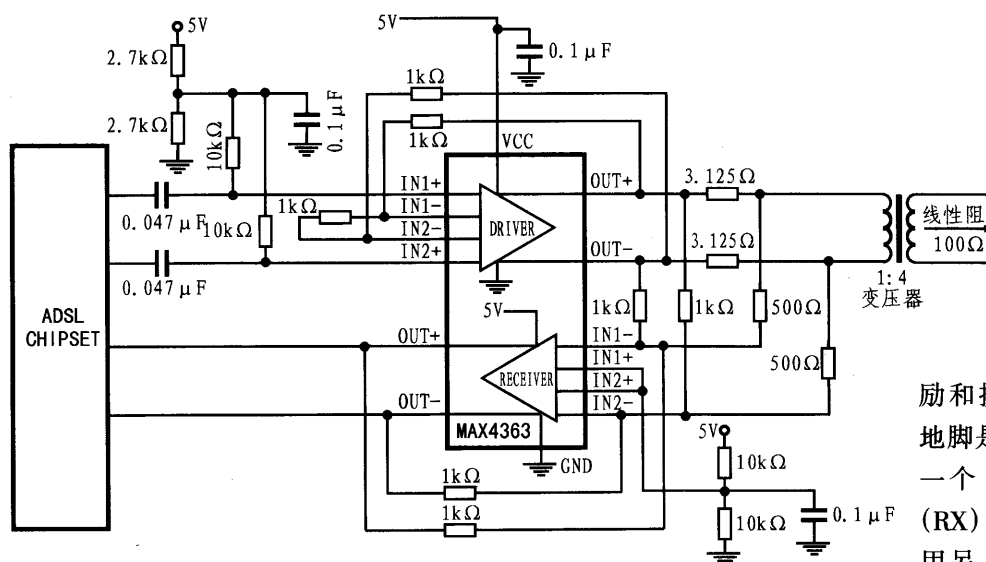 5V
2.7kΩ
2.7kΩ
10kΩ
0.1μF
5V
0.1μF
1kΩ
1kΩ
VCC
IN1+
IN1-
IN2-
IN2+
DRIVER
OUT+
OUT-
1kΩ
0.047μF
10kΩ
0.047μF
3.125Ω
3.125Ω
线性阻
100Ω
1:4
变压器
ADSL
CHIPSET
1kΩ
1kΩ
500Ω
500Ω
5V
OUT+
OUT-
RECEIVER
IN1-
IN1+
IN2+
IN2-
MAX4363
GND
1kΩ
1kΩ
5V
10kΩ
10kΩ
0.1μF
地脚是
一个
(RX)